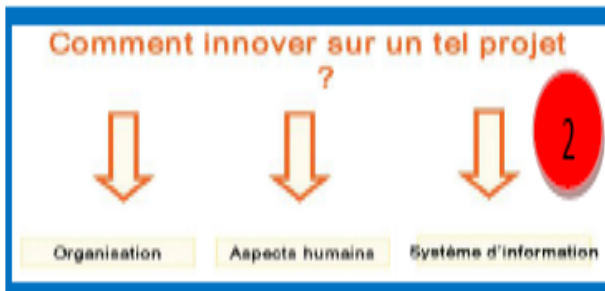 Comment innover sur un tel projet
?
2
Organisation
Aspects humains
Système d'information